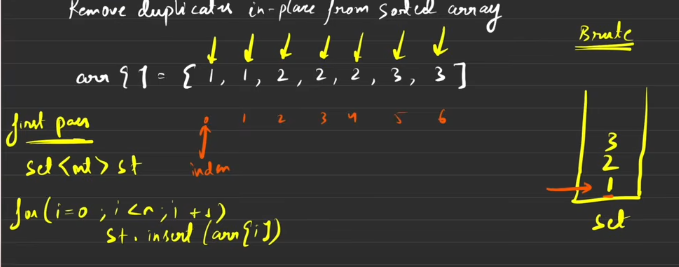 Remove duplicates in-place from sorted array
Brute
arr [] = { 1, 1, 2, 2, 2, 3, 3 ]
0 1 2 3 4 5 6
index
first pass
set <int> st
for (i=0 ; i<n ; i++)
st. insert (arr[i])
3
2
1
set